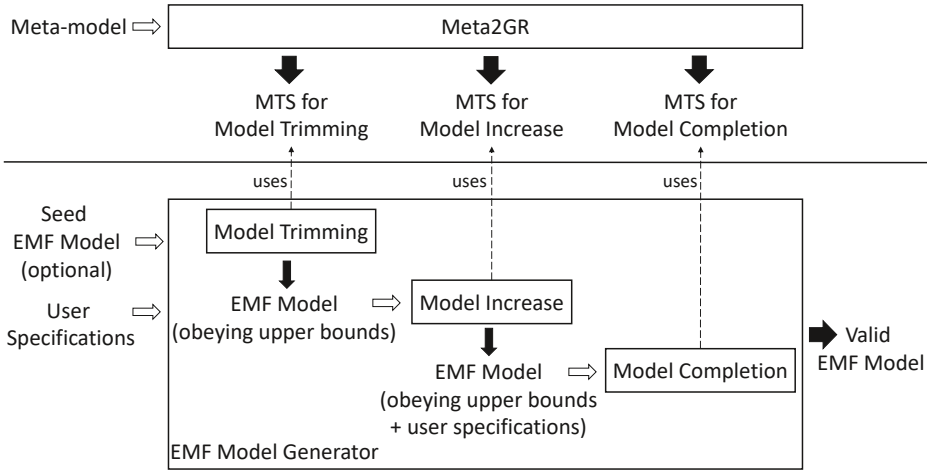 Meta-model
Meta2GR
MTS for
Model Trimming
MTS for
Model Increase
MTS for
Model Completion
uses
uses
uses
Seed
EMF Model
(optional)
User
Specifications
Model Trimming
EMF Model
(obeying upper bounds)
Model Increase
EMF Model
(obeying upper bounds
+ user specifications)
Model Completion
Valid
EMF Model
EMF Model Generator